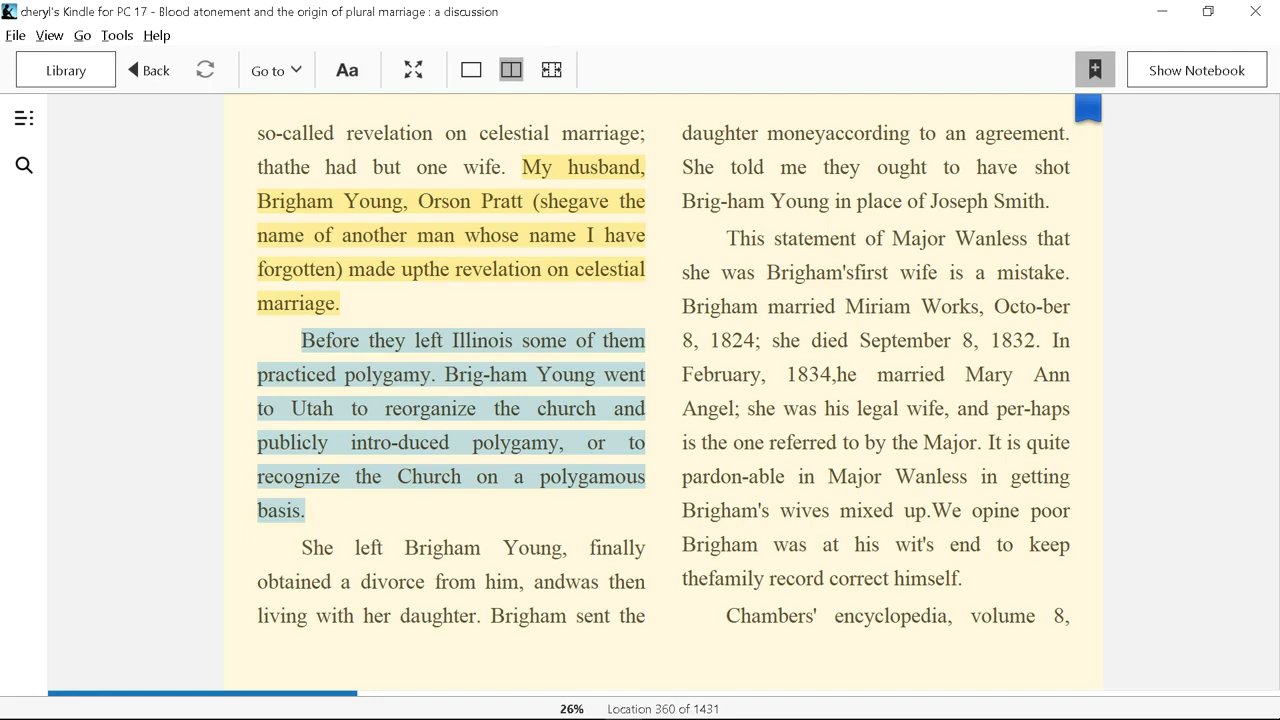 cheryl's Kindle for PC 17 - Blood atonement and the origin of plural marriage : a discussion
File View Go Tools Help
Library Back Go to Aa Show Notebook
so-called revelation on celestial marriage;
thathe had but one wife. My husband,
Brigham Young, Orson Pratt (shegave the
name of another man whose name I have
forgotten) made upthe revelation on celestial
marriage.
Before they left Illinois some of them
practiced polygamy. Brig-ham Young went
to Utah to reorganize the church and
publicly intro-duced polygamy, or to
recognize the Church on a polygamous
basis.
She left Brigham Young, finally
obtained a divorce from him, andwas then
living with her daughter. Brigham sent the
daughter moneyaccording to an agreement.
She told me they ought to have shot
Brig-ham Young in place of Joseph Smith.
This statement of Major Wanless that
she was Brigham'sfirst wife is a mistake.
Brigham married Miriam Works, Octo-ber
8, 1824; she died September 8, 1832. In
February, 1834,he married Mary Ann
Angel; she was his legal wife, and per-haps
is the one referred to by the Major. It is quite
pardon-able in Major Wanless in getting
Brigham's wives mixed up.We opine poor
Brigham was at his wit's end to keep
thefamily record correct himself.
Chambers' encyclopedia, volume 8,
26% Location 360 of 1431